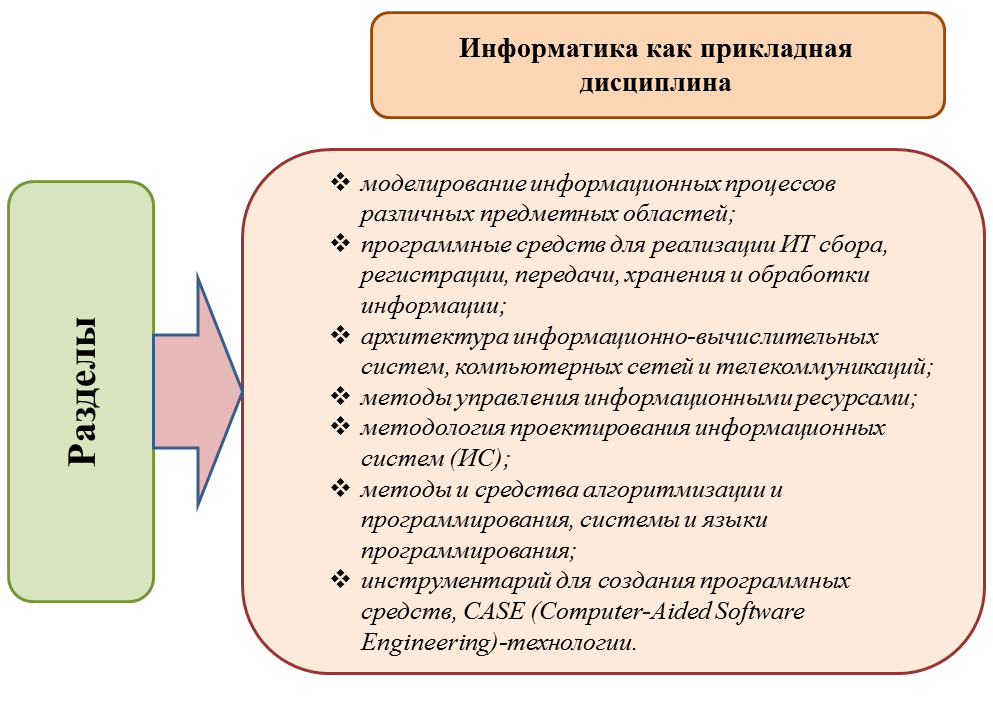 Информатика как прикладная
дисциплина
Разделы
❖ моделирование информационных процессов
различных предметных областей;
❖ программные средств для реализации ИТ сбора,
регистрации, передачи, хранения и обработки
информации;
❖ архитектура информационно-вычислительных
систем, компьютерных сетей и телекоммуникаций;
❖ методы управления информационными ресурсами;
❖ методология проектирования информационных
систем (ИС);
❖ методы и средства алгоритмизации и
программирования, системы и языки
программирования;
❖ инструментарий для создания программных
средств, CASE (Computer-Aided Software
Engineering)-технологии.